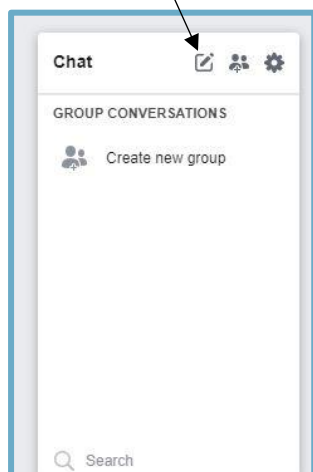 Chat
GROUP CONVERSATIONS
Create new group
Search